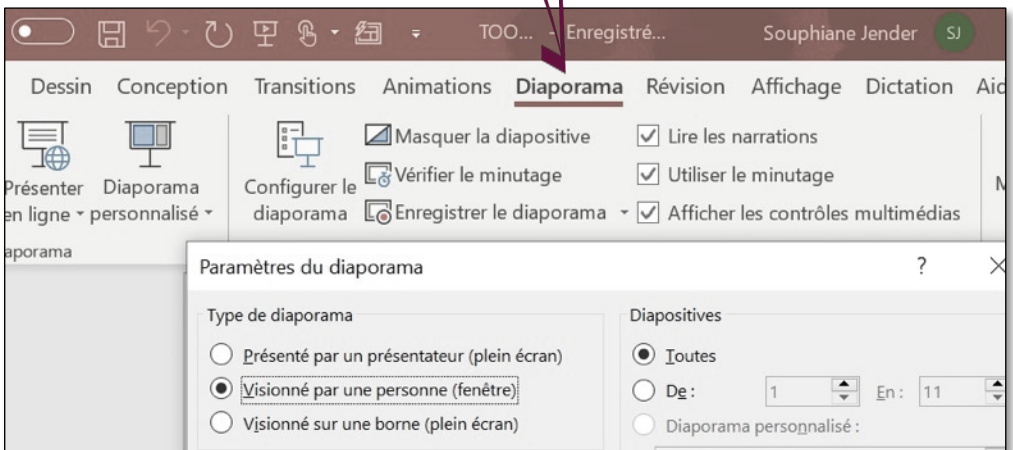 TOO... - Enregistré... Souphiane Jender SJ
Dessin Conception Transitions Animations Diaporama Révision Affichage Dictation Aid
Présenter en ligne
Diaporama personnalisé
Configurer le diaporama
Masquer la diapositive
Vérifier le minutage
Enregistrer le diaporama
Lire les narrations
Utiliser le minutage
Afficher les contrôles multimédias
M
aporama
Paramètres du diaporama ?
Type de diaporama
Présenté par un présentateur (plein écran)
Visionné par une personne (fenêtre)
Visionné sur une borne (plein écran)
Diapositives
Toutes
De : 1 En : 11
Diaporama personnalisé :